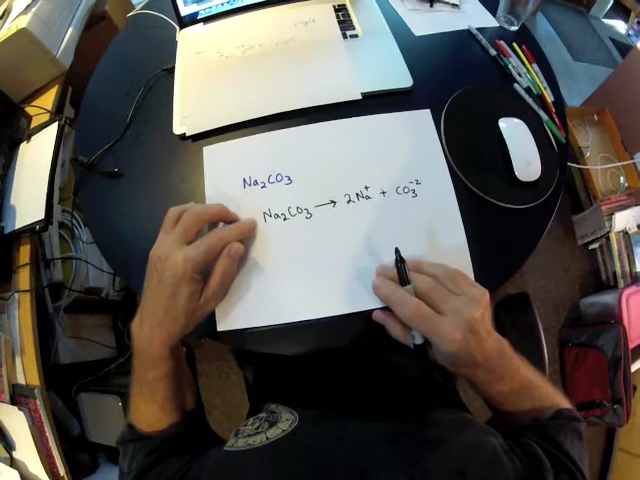 Na₂CO₃
Na₂CO₃ → 2Na⁺ + CO₃⁻²